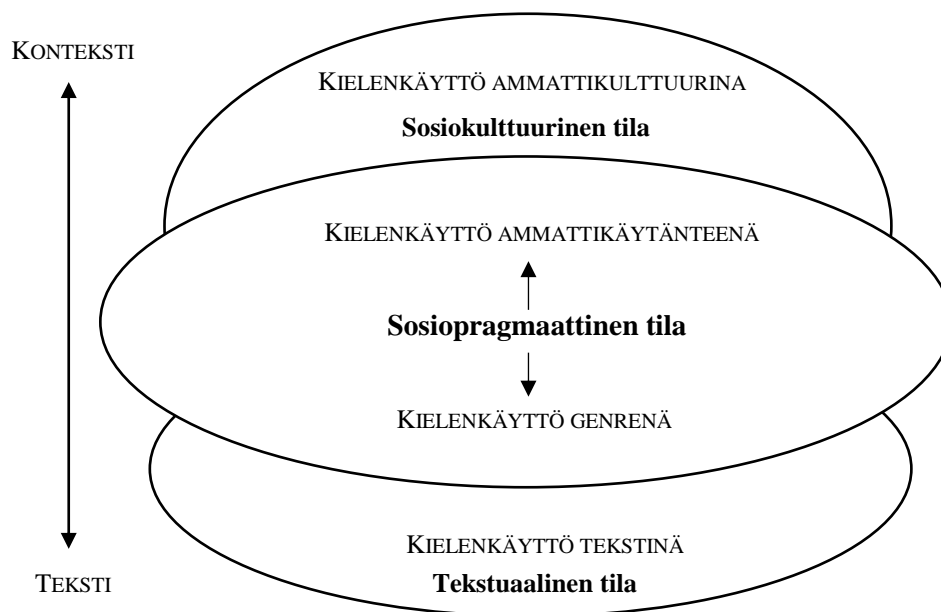 KONTEKSTI
KIELENKÄYTTÖ AMMATTIKULTTUURINA
Sosiokulttuurinen tila
KIELENKÄYTTÖ AMMATTIKÄYTÄNTEENÄ
Sosiopragmaattinen tila
KIELENKÄYTTÖ GENRENÄ
KIELENKÄYTTÖ TEKSTINÄ
TEKSTI
Tekstuaalinen tila